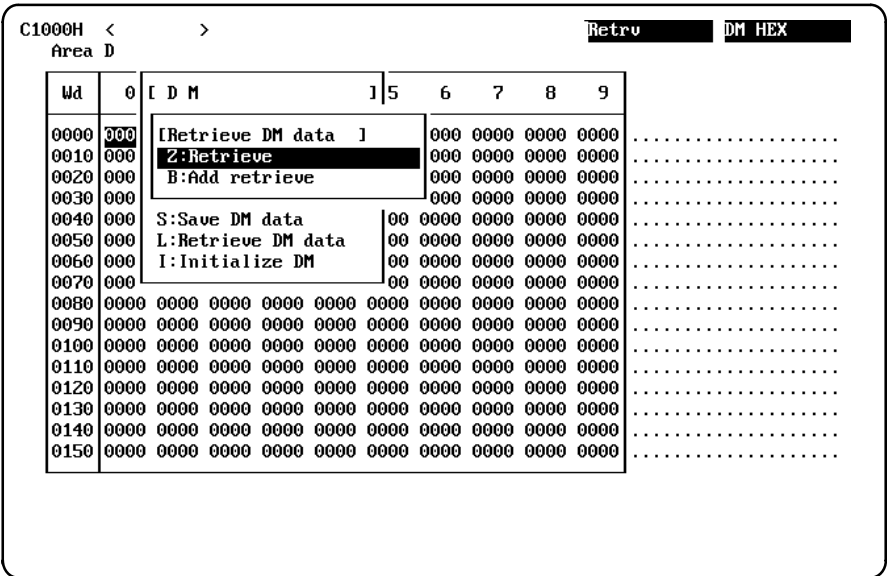 C1000H < > Retrv DM HEX
Area D
Wd 0 [ D M ] 5 6 7 8 9
0000 000 [Retrieve DM data ] 000 0000 0000 0000 ....................
0010 000 Z:Retrieve 000 0000 0000 0000 ....................
0020 000 B:Add retrieve 000 0000 0000 0000 ....................
0030 000 000 0000 0000 0000 ....................
0040 000 S:Save DM data 00 0000 0000 0000 0000 ....................
0050 000 L:Retrieve DM data 00 0000 0000 0000 0000 ....................
0060 000 I:Initialize DM 00 0000 0000 0000 0000 ....................
0070 000 00 0000 0000 0000 0000 ....................
0080 0000 0000 0000 0000 0000 0000 0000 0000 0000 0000 ....................
0090 0000 0000 0000 0000 0000 0000 0000 0000 0000 0000 ....................
0100 0000 0000 0000 0000 0000 0000 0000 0000 0000 0000 ....................
0110 0000 0000 0000 0000 0000 0000 0000 0000 0000 0000 ....................
0120 0000 0000 0000 0000 0000 0000 0000 0000 0000 0000 ....................
0130 0000 0000 0000 0000 0000 0000 0000 0000 0000 0000 ....................
0140 0000 0000 0000 0000 0000 0000 0000 0000 0000 0000 ....................
0150 0000 0000 0000 0000 0000 0000 0000 0000 0000 0000 ....................